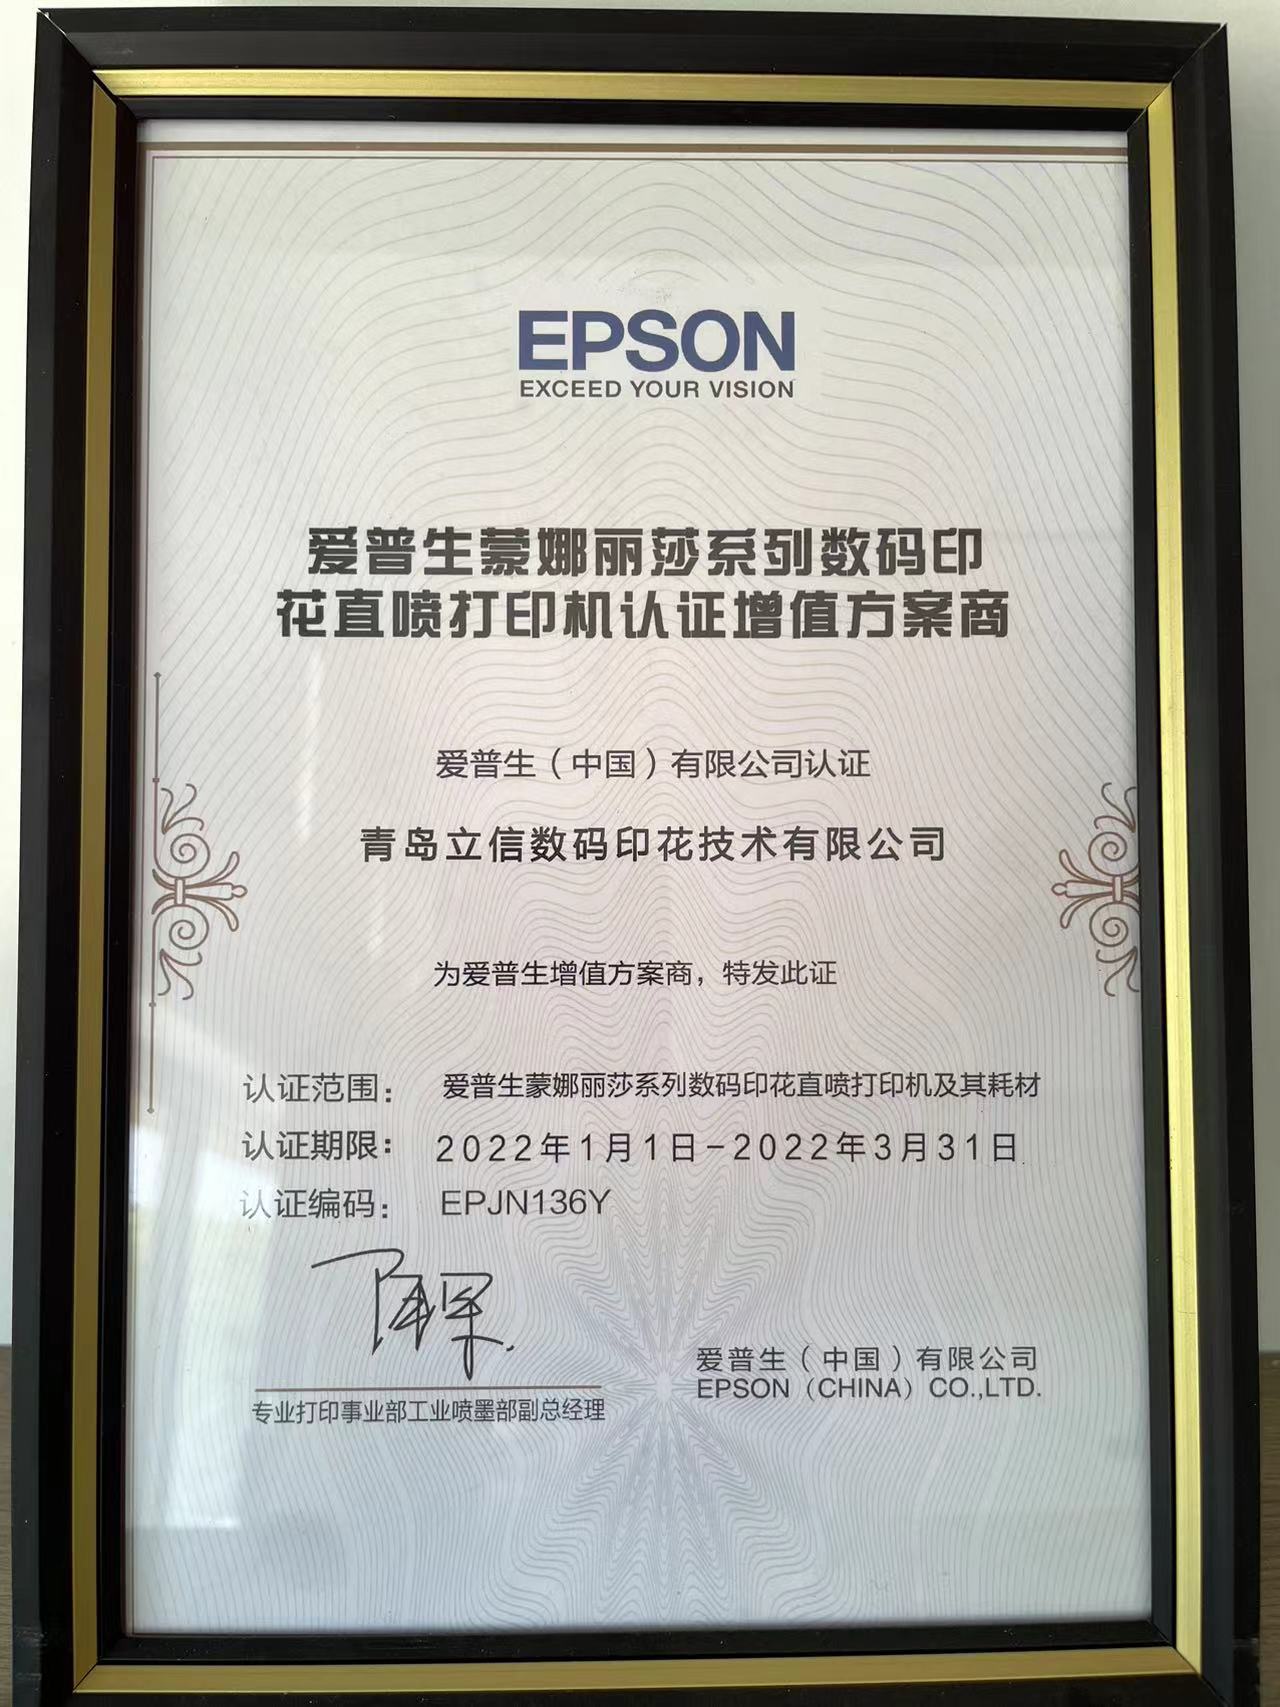 EPSON
EXCEED YOUR VISION
爱普生蒙娜丽莎系列数码印
花直喷打印机认证增值方案商
爱普生（中国）有限公司认证
青岛立信数码印花技术有限公司
为爱普生增值方案商，特发此证
认证范围： 爱普生蒙娜丽莎系列数码印花直喷打印机及其耗材
认证期限： 2022年1月1日-2022年3月31日
认证编码： EPJN136Y
专业打印事业部工业喷墨部副总经理
爱普生（中国）有限公司
EPSON（CHINA）CO.,LTD.